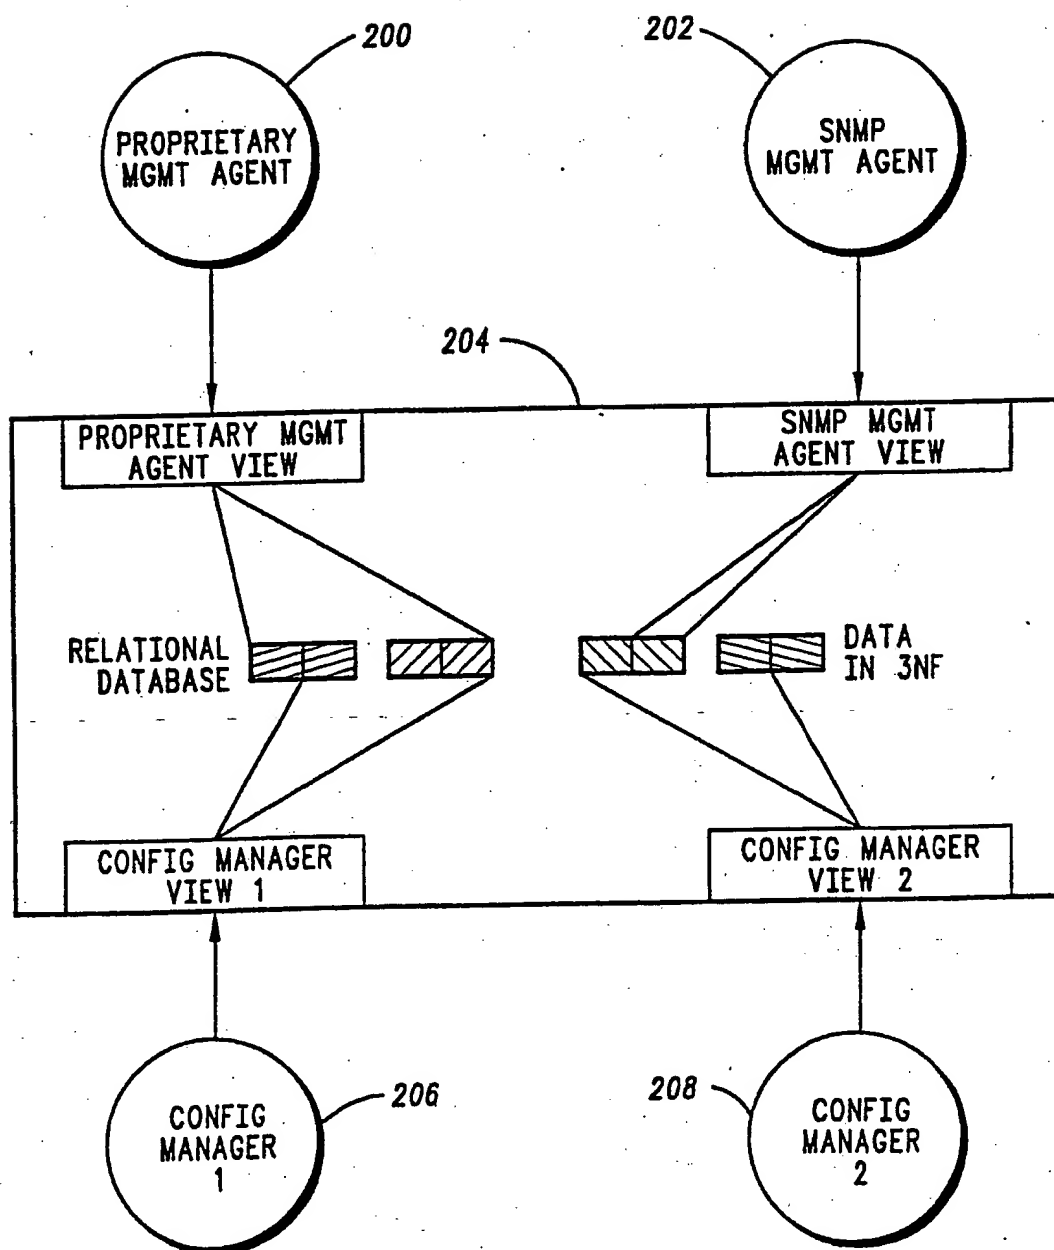 200
202
PROPRIETARY
MGMT AGENT
SNMP
MGMT AGENT
204
PROPRIETARY MGMT
AGENT VIEW
SNMP MGMT
AGENT VIEW
RELATIONAL
DATABASE
DATA
IN 3NF
CONFIG MANAGER
VIEW 1
CONFIG MANAGER
VIEW 2
206
208
CONFIG
MANAGER
1
CONFIG
MANAGER
2